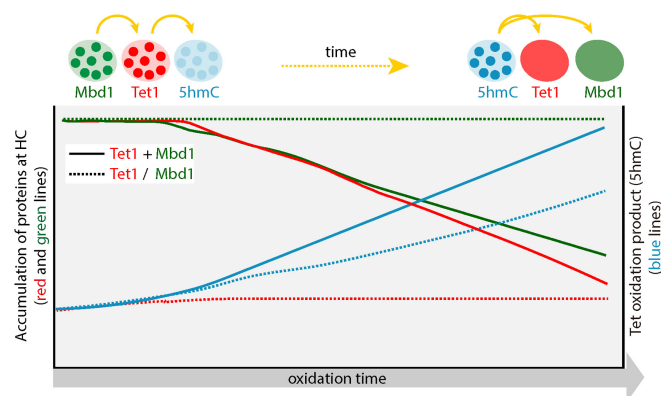 time
Mbd1 Tet1 5hmC
5hmC Tet1 Mbd1
Accumulation of proteins at HC
(red and green lines)
Tet1 + Mbd1
Tet1 / Mbd1
Tet oxidation product (5hmC)
(blue lines)
oxidation time